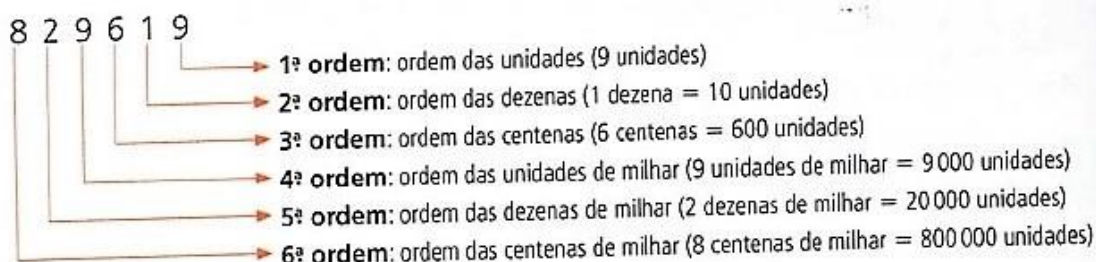 8 2 9 6 1 9
1ª ordem: ordem das unidades (9 unidades)
2ª ordem: ordem das dezenas (1 dezena = 10 unidades)
3ª ordem: ordem das centenas (6 centenas = 600 unidades)
4ª ordem: ordem das unidades de milhar (9 unidades de milhar = 9 000 unidades)
5ª ordem: ordem das dezenas de milhar (2 dezenas de milhar = 20 000 unidades)
6ª ordem: ordem das centenas de milhar (8 centenas de milhar = 800 000 unidades)